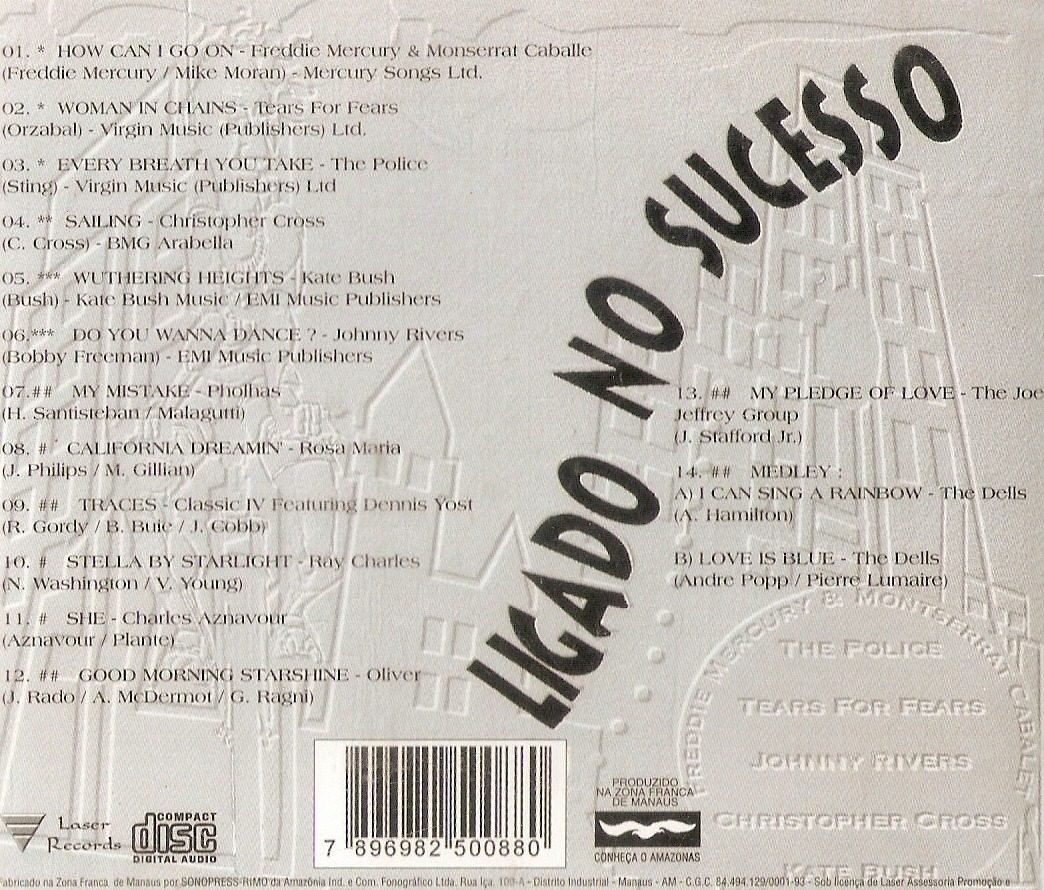 01. * HOW CAN I GO ON - Freddie Mercury & Monserrat Caballe
(Freddie Mercury / Mike Moran) - Mercury Songs Ltd.
02. * WOMAN IN CHAINS - Tears For Fears
(Orzabal) - Virgin Music (Publishers) Ltd.
03. * EVERY BREATH YOU TAKE - The Police
(Sting) - Virgin Music (Publishers) Ltd
04. ** SAILING - Christopher Cross
(C. Cross) - BMG Arabella
05. *** WUTHERING HEIGHTS - Kate Bush
(Bush) - Kate Bush Music / EMI Music Publishers
06.*** DO YOU WANNA DANCE ? - Johnny Rivers
(Bobby Freeman) - EMI Music Publishers
07.## MY MISTAKE - Pholhas
(H. Santisteban / Malagutti)
08. # CALIFORNIA DREAMIN' - Rosa Maria
(J. Philips / M. Gillian)
09. ## TRACES - Classic IV Featuring Dennis Yost
(R. Gordy / B. Buie / J. Cobb)
10. # STELLA BY STARLIGHT - Ray Charles
(N. Washington / V. Young)
11. # SHE - Charles Aznavour
(Aznavour / Plante)
12. ## GOOD MORNING STARSHINE - Oliver
(J. Rado / A. McDermot / G. Ragni)
LIGADO NO SUCESSO
13. ## MY PLEDGE OF LOVE - The Joe
Jeffrey Group
(J. Stafford Jr.)
14. ## MEDLEY :
A) I CAN SING A RAINBOW - The Dells
(A. Hamilton)
B) LOVE IS BLUE - The Dells
(Andre Popp / Pierre Lumaire)
FREDDIE MERCURY & MONTSERRAT CABALLET
THE POLICE
TEARS FOR FEARS
JOHNNY RIVERS
CHRISTOPHER CROSS
KATE BUSH
Laser
Records
COMPACT
disc
DIGITAL AUDIO
7 896982 500880
PRODUZIDO
NA ZONA FRANCA
DE MANAUS
CONHEÇA O AMAZONAS
Fabricado na Zona Franca de Manaus por SONOPRESS-RIMO da Amazônia Ind. e Com. Fonográfico Ltda. Rua Iça, 100-A - Distrito Industrial - Manaus - AM - C.G.C. 84.494.129/0001-93 - Sob licença de Laser Assessoria Promoção e